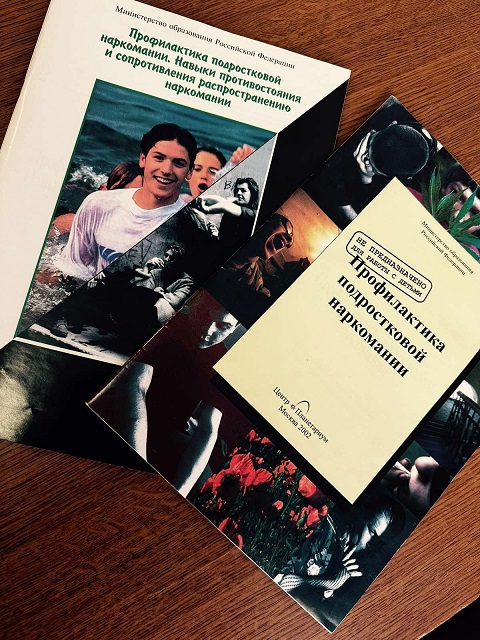 Министерство образования Российской Федерации
Профилактика подростковой
наркомании. Навыки противостояния
и сопротивления распространению
наркомании
Министерство образования
Российской Федерации
НЕ ПРЕДНАЗНАЧЕНО
ДЛЯ РАБОТЫ С ДЕТЬМИ
Профилактика
подростковой
наркомании
Центр Планетариум
Москва 2002